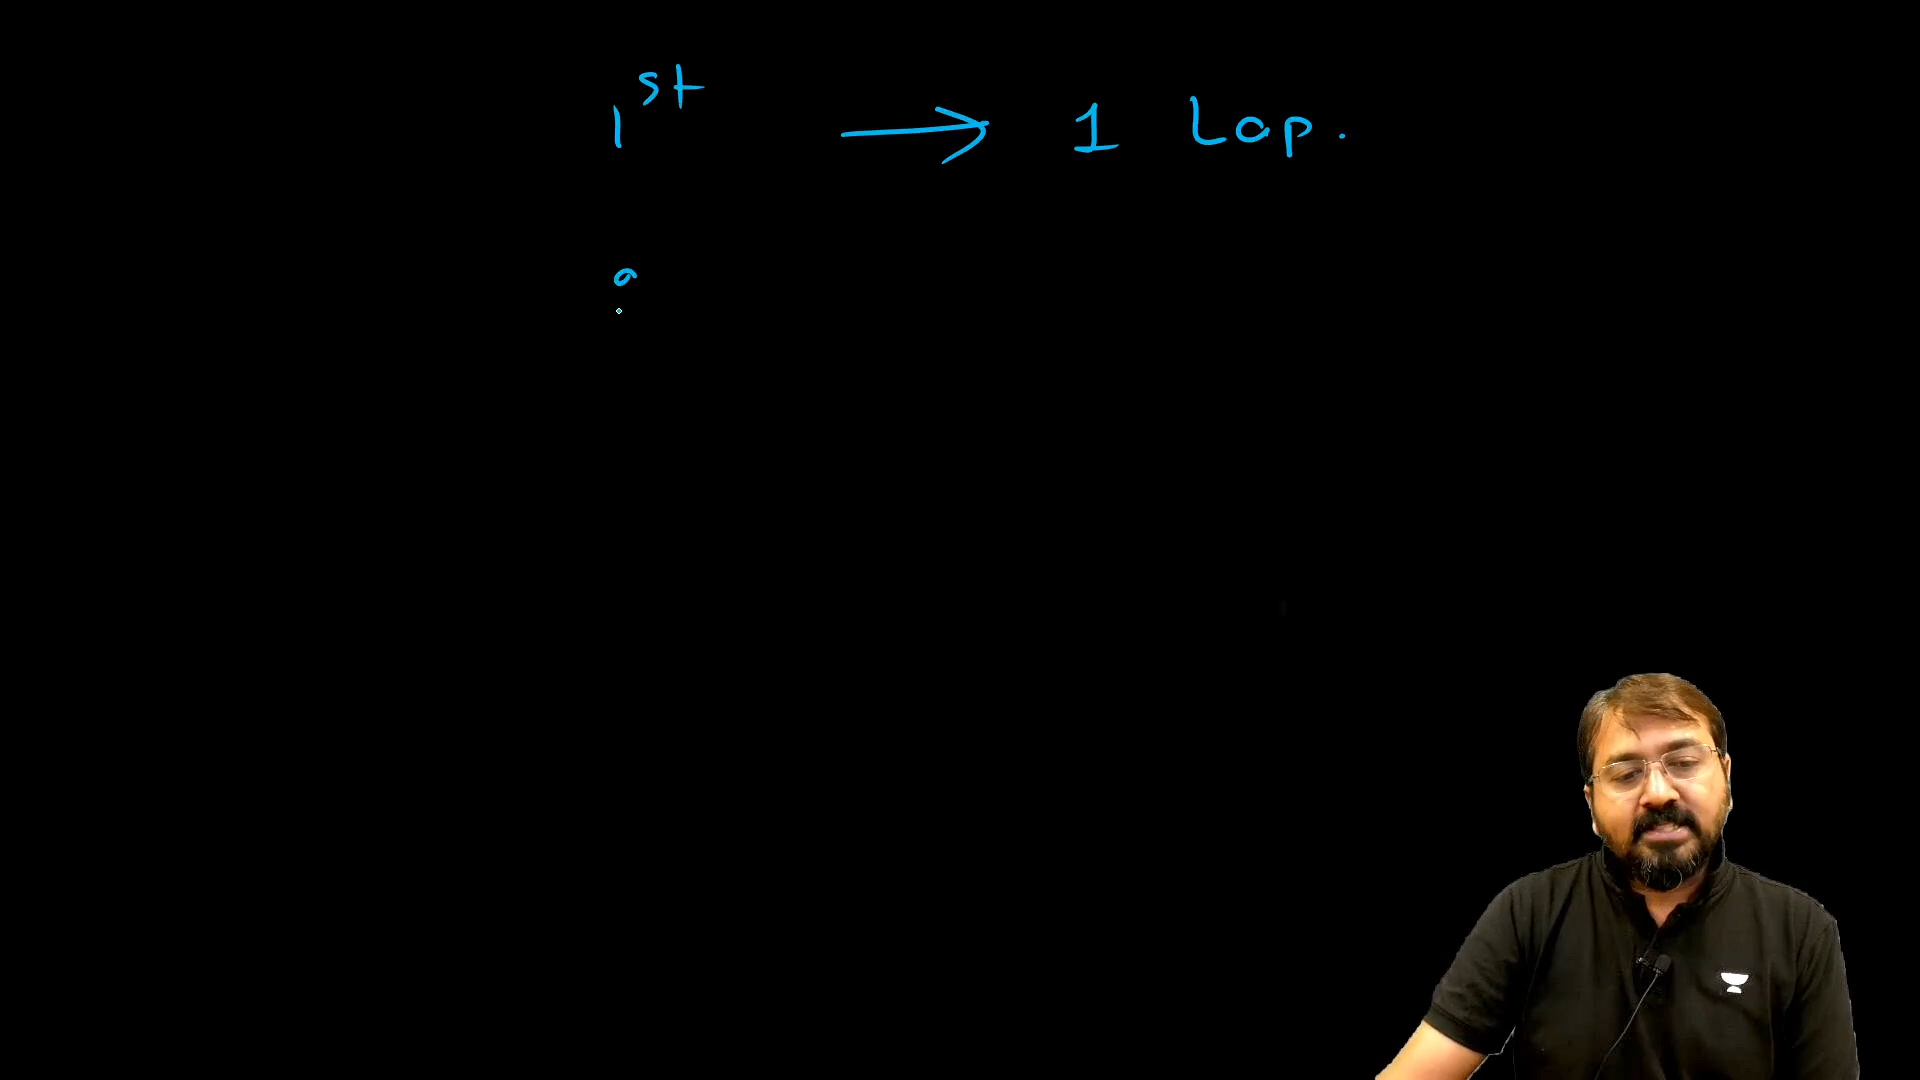 1st → 1 Lap.